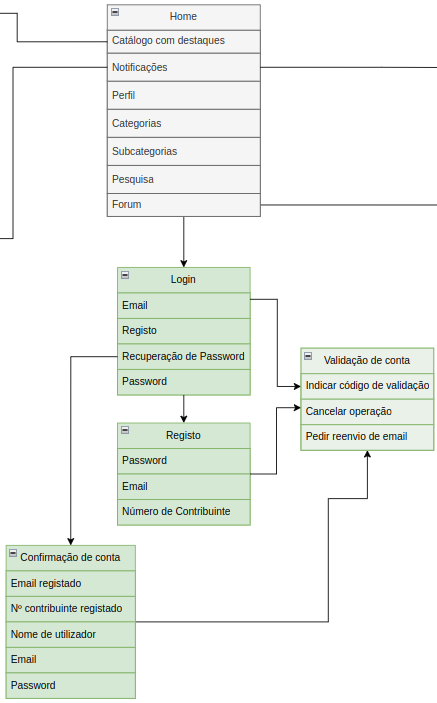 Home
Catálogo com destaques
Notificações
Perfil
Categorias
Subcategorias
Pesquisa
Forum
Login
Email
Registo
Recuperação de Password
Password
Validação de conta
Indicar código de validação
Cancelar operação
Pedir reenvio de email
Registo
Password
Email
Número de Contribuinte
Confirmação de conta
Email registado
Nº contribuinte registado
Nome de utilizador
Email
Password